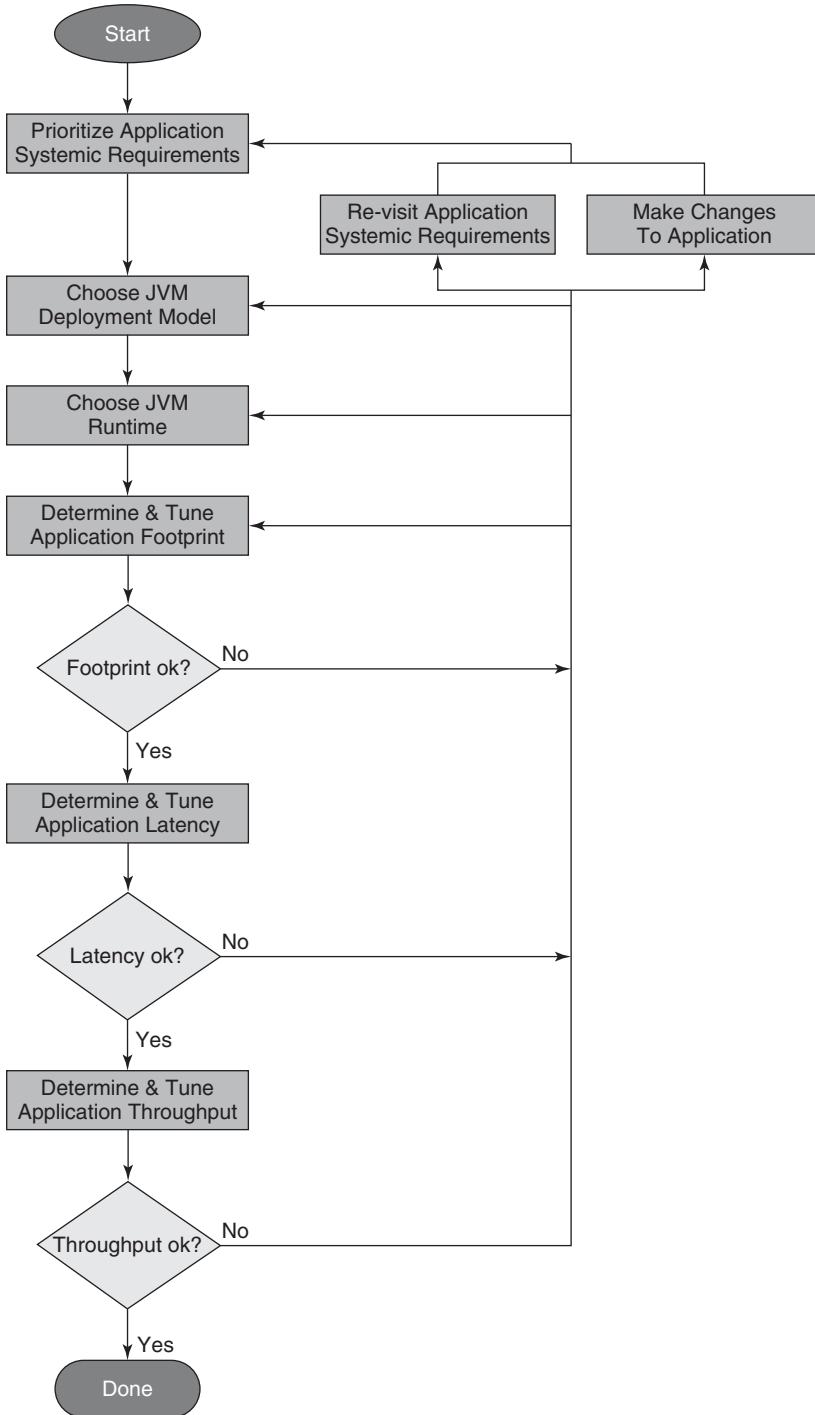 Start
Prioritize Application
Systemic Requirements
Re-visit Application
Systemic Requirements
Make Changes
To Application
Choose JVM
Deployment Model
Choose JVM
Runtime
Determine & Tune
Application Footprint
Footprint ok?
No
Yes
Determine & Tune
Application Latency
Latency ok?
No
Yes
Determine & Tune
Application Throughput
Throughput ok?
No
Yes
Done